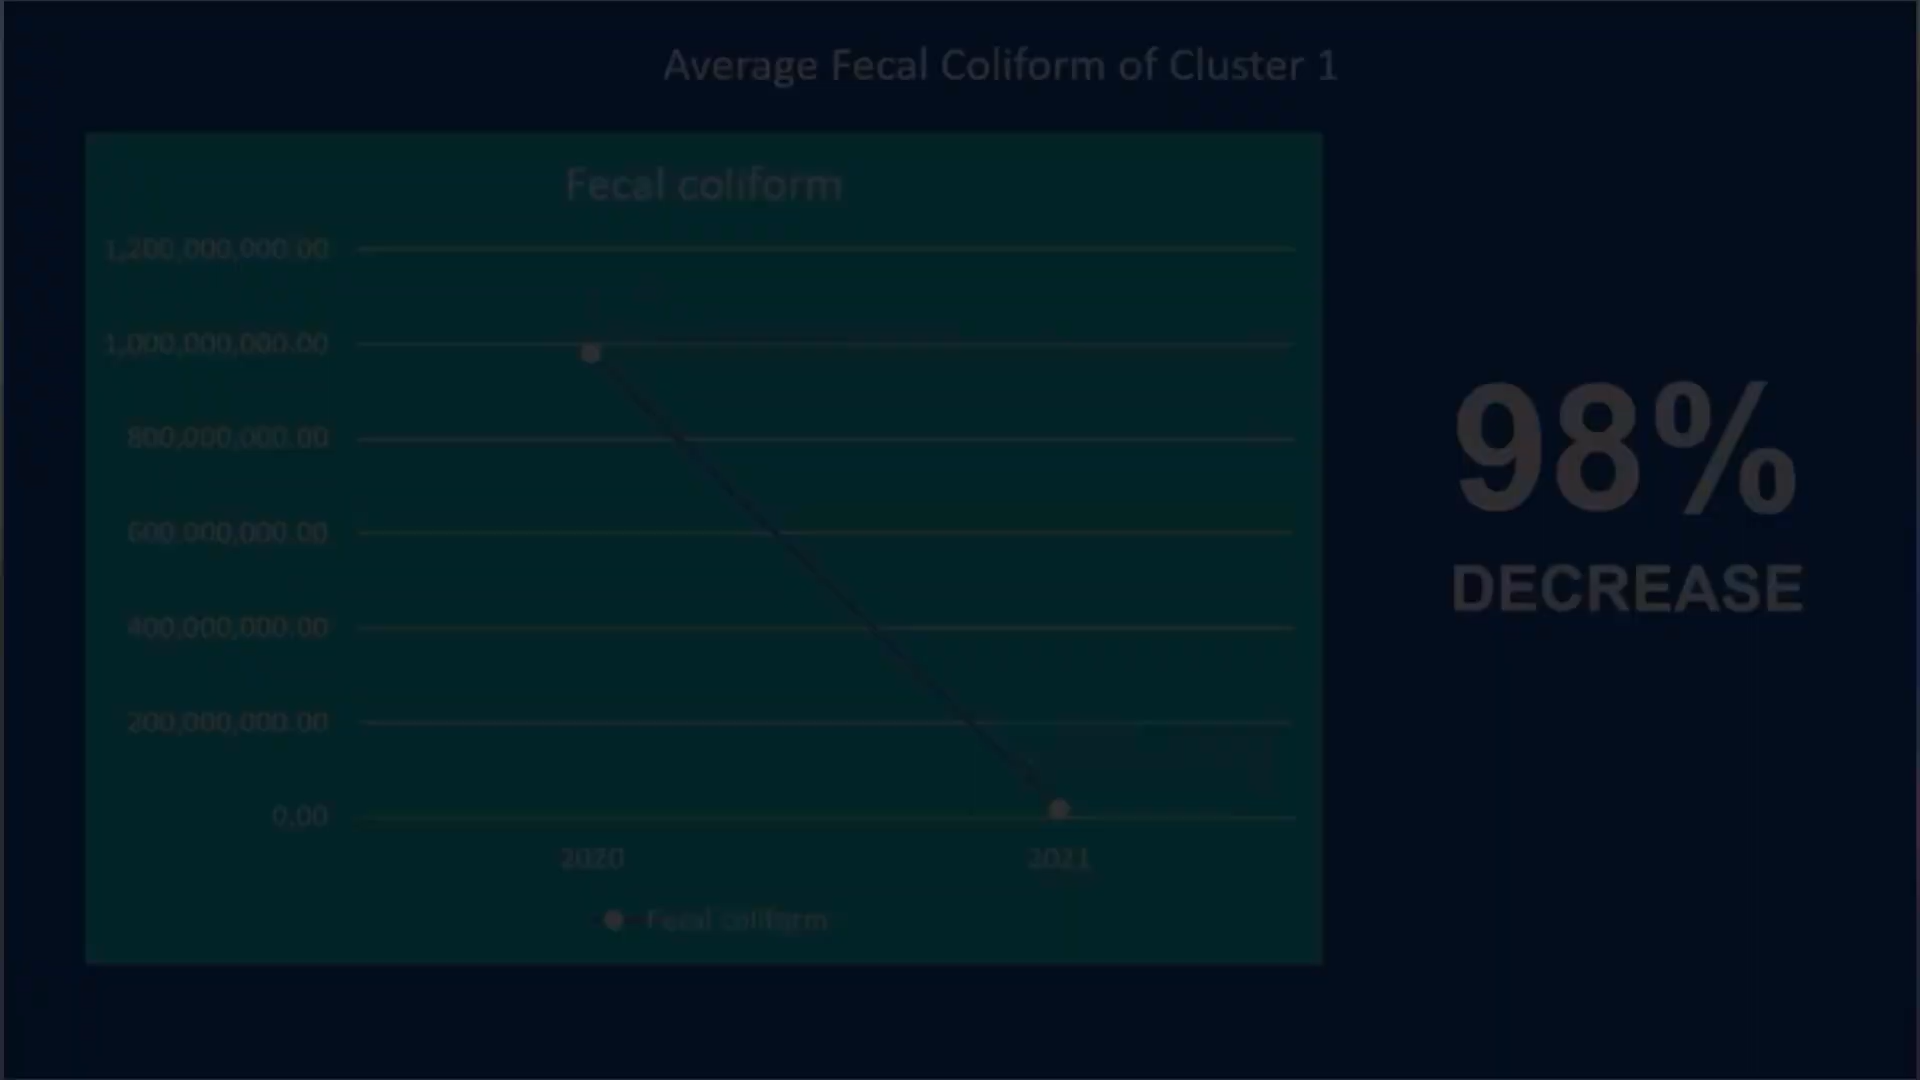 Average Fecal Coliform of Cluster 1
Fecal coliform
1,200,000,000.00
1,000,000,000.00
800,000,000.00
600,000,000.00
400,000,000.00
200,000,000.00
0,00
2020
2021
Fecal coliform
98%
DECREASE